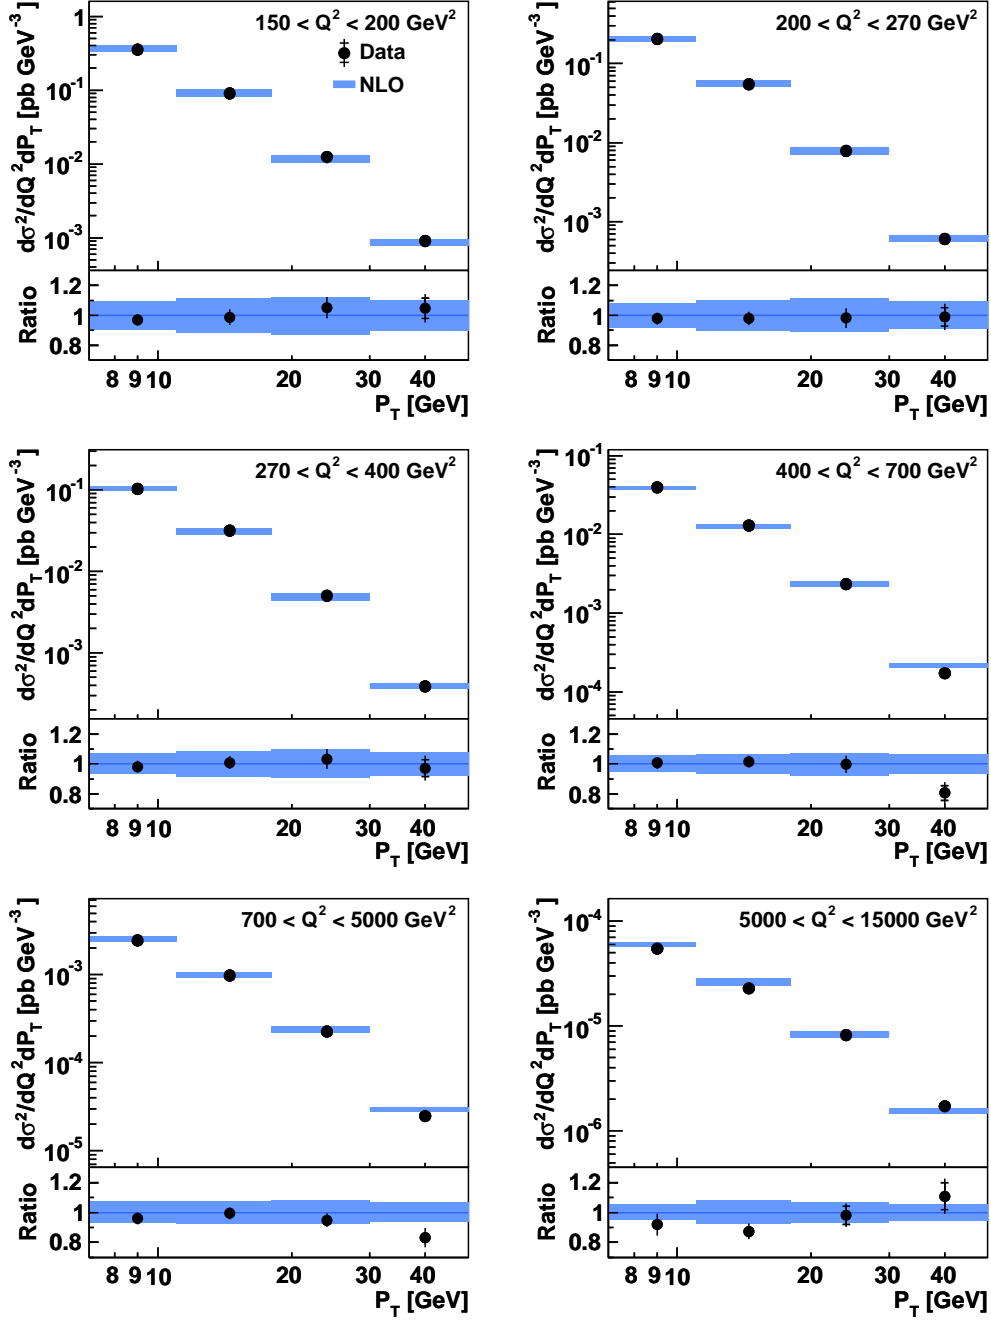 150 < Q² < 200 GeV²
Data
NLO
dσ²/dQ²dP_T [pb GeV⁻³]
1
10⁻¹
10⁻²
10⁻³
Ratio
1.2
1
0.8
8 9 10 20 30 40
P_T [GeV]
200 < Q² < 270 GeV²
dσ²/dQ²dP_T [pb GeV⁻³]
10⁻¹
10⁻²
10⁻³
Ratio
1.2
1
0.8
8 9 10 20 30 40
P_T [GeV]
270 < Q² < 400 GeV²
dσ²/dQ²dP_T [pb GeV⁻³]
10⁻¹
10⁻²
10⁻³
Ratio
1.2
1
0.8
8 9 10 20 30 40
P_T [GeV]
400 < Q² < 700 GeV²
dσ²/dQ²dP_T [pb GeV⁻³]
10⁻¹
10⁻²
10⁻³
10⁻⁴
Ratio
1.2
1
0.8
8 9 10 20 30 40
P_T [GeV]
700 < Q² < 5000 GeV²
dσ²/dQ²dP_T [pb GeV⁻³]
10⁻³
10⁻⁴
10⁻⁵
Ratio
1.2
1
0.8
8 9 10 20 30 40
P_T [GeV]
5000 < Q² < 15000 GeV²
dσ²/dQ²dP_T [pb GeV⁻³]
10⁻⁴
10⁻⁵
10⁻⁶
Ratio
1.2
1
0.8
8 9 10 20 30 40
P_T [GeV]